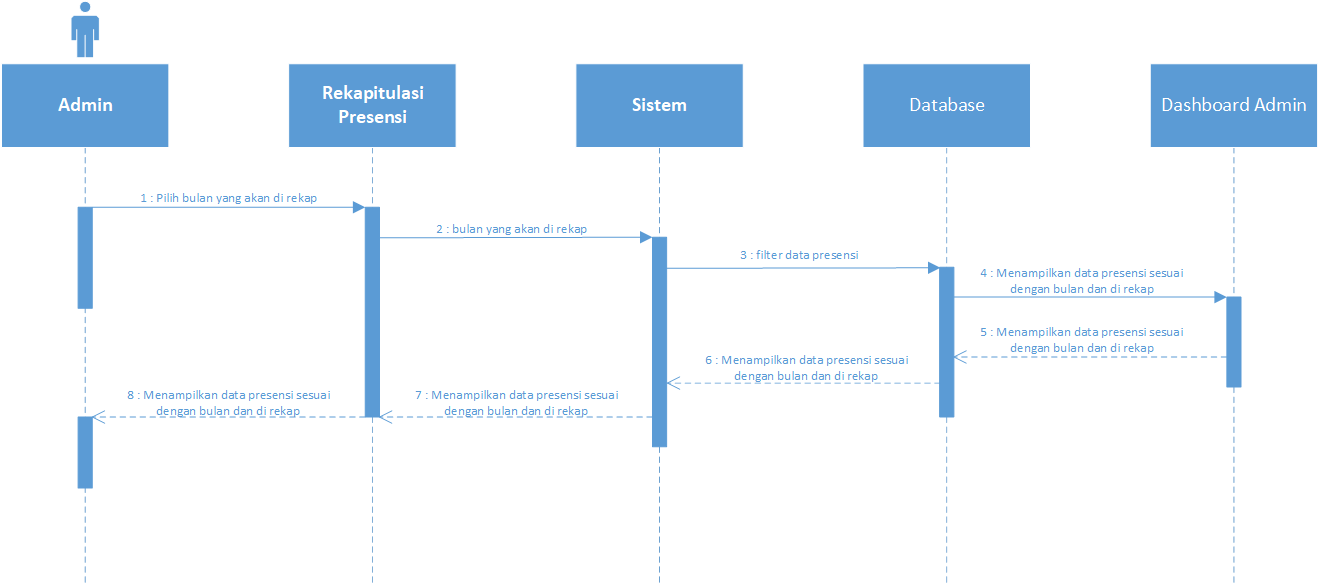 Admin
Rekapitulasi
Presensi
Sistem
Database
Dashboard Admin
1 : Pilih bulan yang akan di rekap
2 : bulan yang akan di rekap
3 : filter data presensi
4 : Menampilkan data presensi sesuai
dengan bulan dan di rekap
5 : Menampilkan data presensi sesuai
dengan bulan dan di rekap
6 : Menampilkan data presensi sesuai
dengan bulan dan di rekap
7 : Menampilkan data presensi sesuai
dengan bulan dan di rekap
8 : Menampilkan data presensi sesuai
dengan bulan dan di rekap